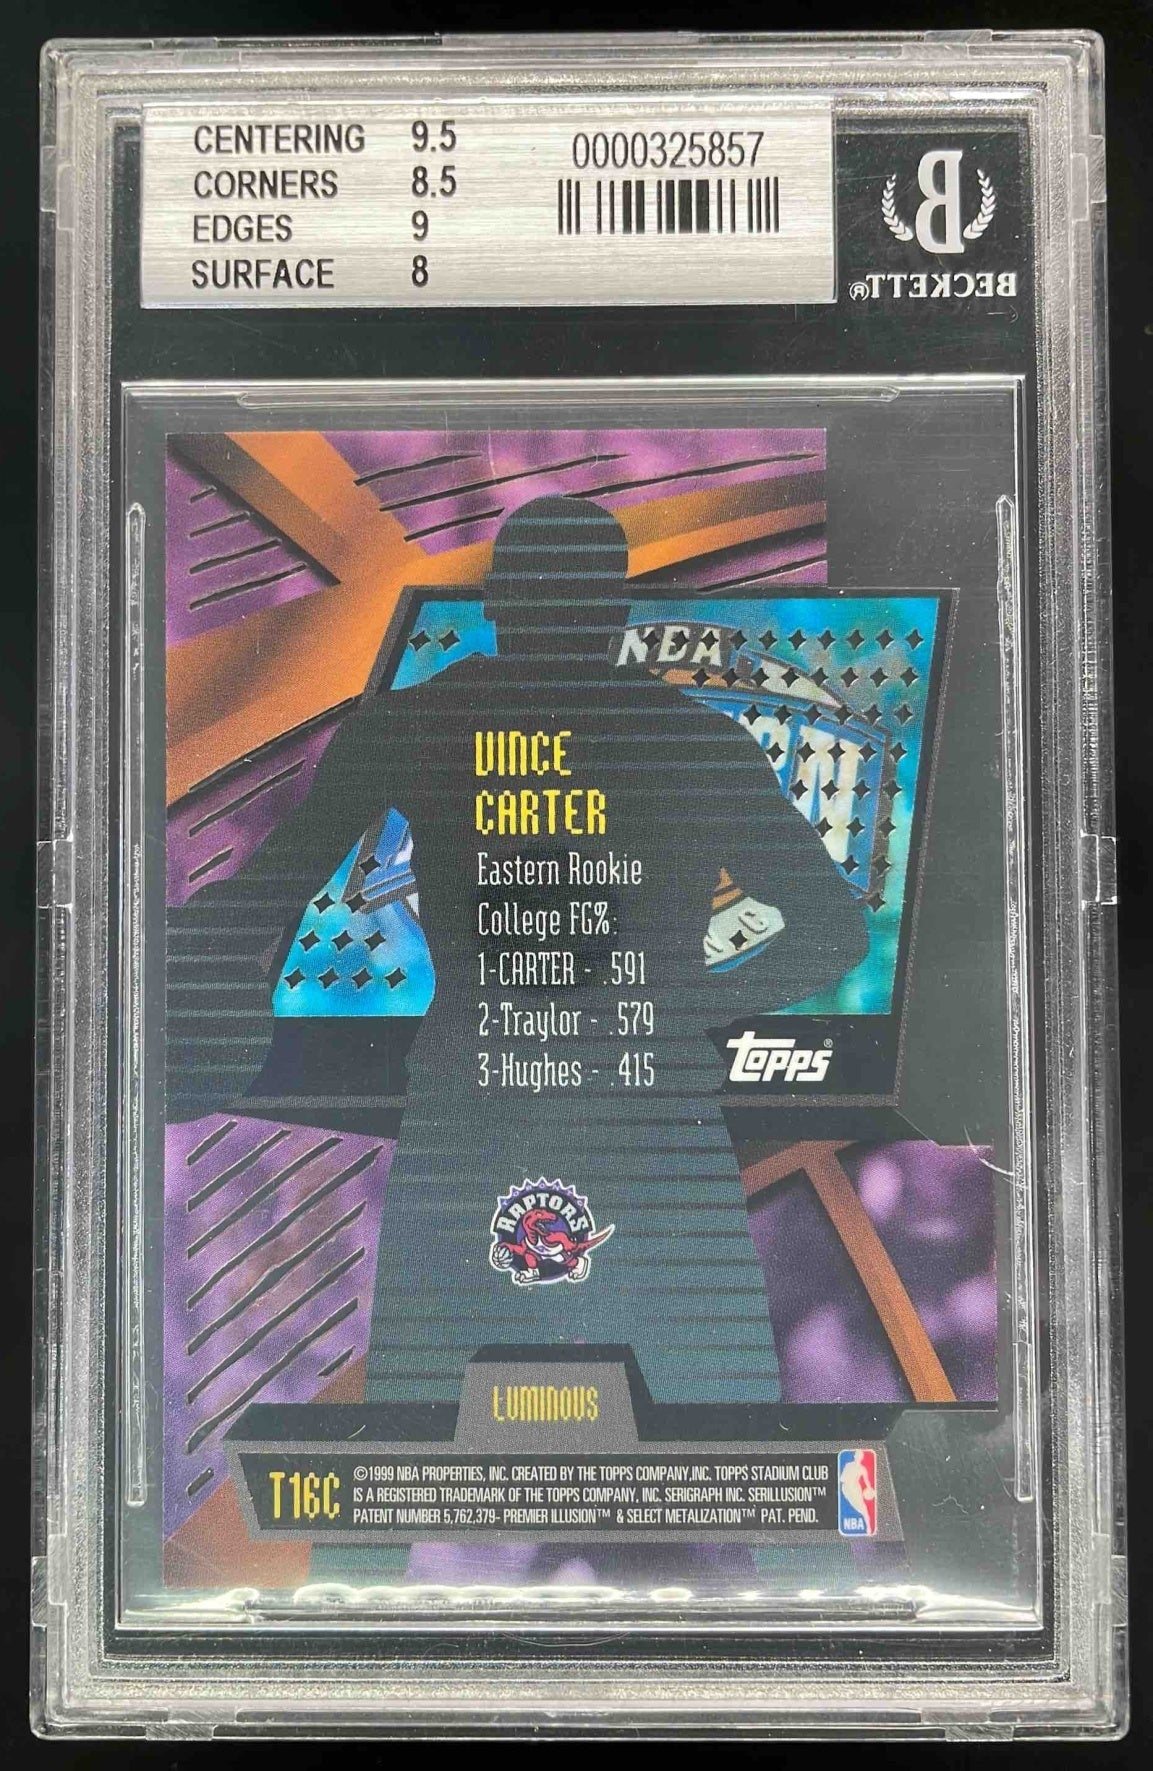 CENTERING 9.5
CORNERS 8.5
EDGES 9
SURFACE 8
0000325857
B
BECKETT®
NBA
VINCE
CARTER
Eastern Rookie
College FG%:
1-CARTER - .591
2-Traylor - .579
3-Hughes - .415
TOPPS®
RAPTORS
LUMINOUS
T16C
©1999 NBA PROPERTIES, INC. CREATED BY THE TOPPS COMPANY,INC. TOPPS STADIUM CLUB
IS A REGISTERED TRADEMARK OF THE TOPPS COMPANY, INC. SERIGRAPH INC. SERILLUSION™
PATENT NUMBER 5,762,379- PREMIER ILLUSION™ & SELECT METALIZATION™ PAT. PEND.
NBA